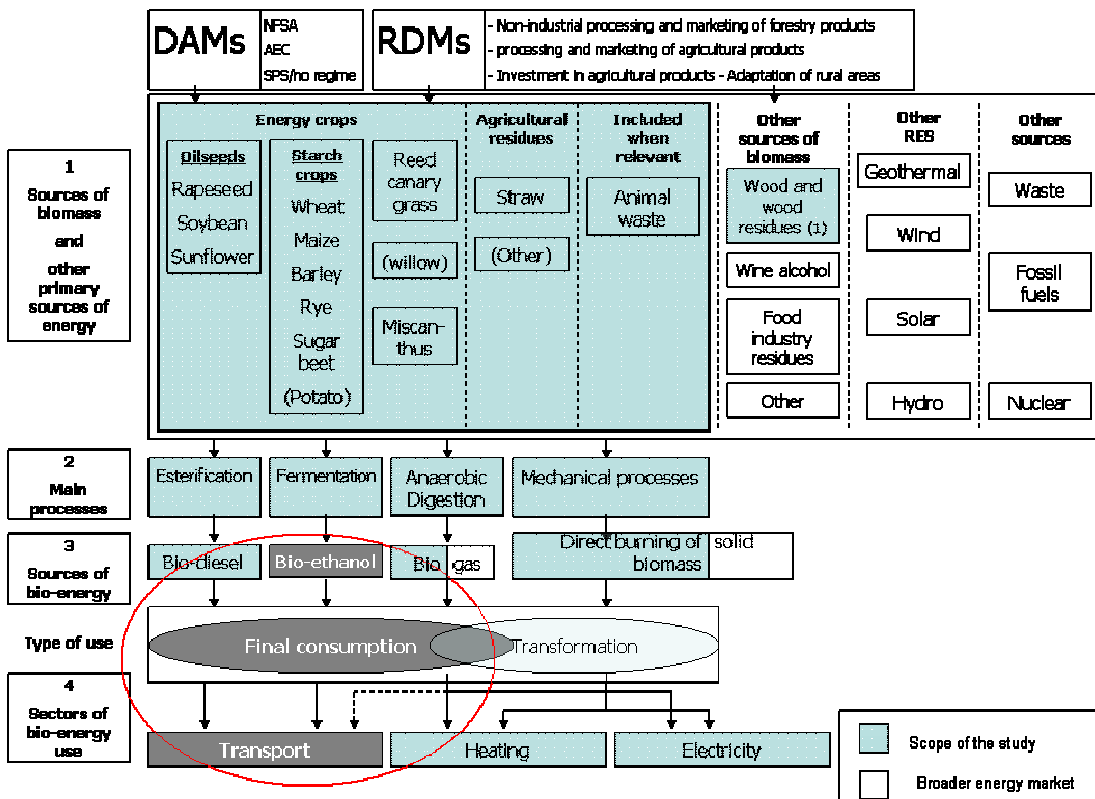 DAMs
NFSA
AEC
SPS/no regime
RDMs
- Non-industrial processing and marketing of forestry products
- processing and marketing of agricultural products
- Investment in agricultural products - Adaptation of rural areas
1
Sources of
biomass
and
other
primary
sources of
energy
Energy crops
Oilseeds
Rapeseed
Soybean
Sunflower
Starch
crops
Wheat
Maize
Barley
Rye
Sugar
beet
(Potato)
Reed
canary
grass
(willow)
Miscan-
thus
Agricultural
residues
Straw
(Other)
Included
when
relevant
Animal
waste
Other
sources of
biomass
Wood and
wood
residues (1)
Wine alcohol
Food
industry
residues
Other
Other
RES
Geothermal
Wind
Solar
Hydro
Other
sources
Waste
Fossil
fuels
Nuclear
2
Main
processes
Esterification
Fermentation
Anaerobic
Digestion
Mechanical processes
3
Sources of
bio-energy
Bio-diesel
Bio-ethanol
Bio gas
Direct burning of solid
biomass
Type of use
Final consumption
Transformation
4
Sectors of
bio-energy
use
Transport
Heating
Electricity
Scope of the study
Broader energy market